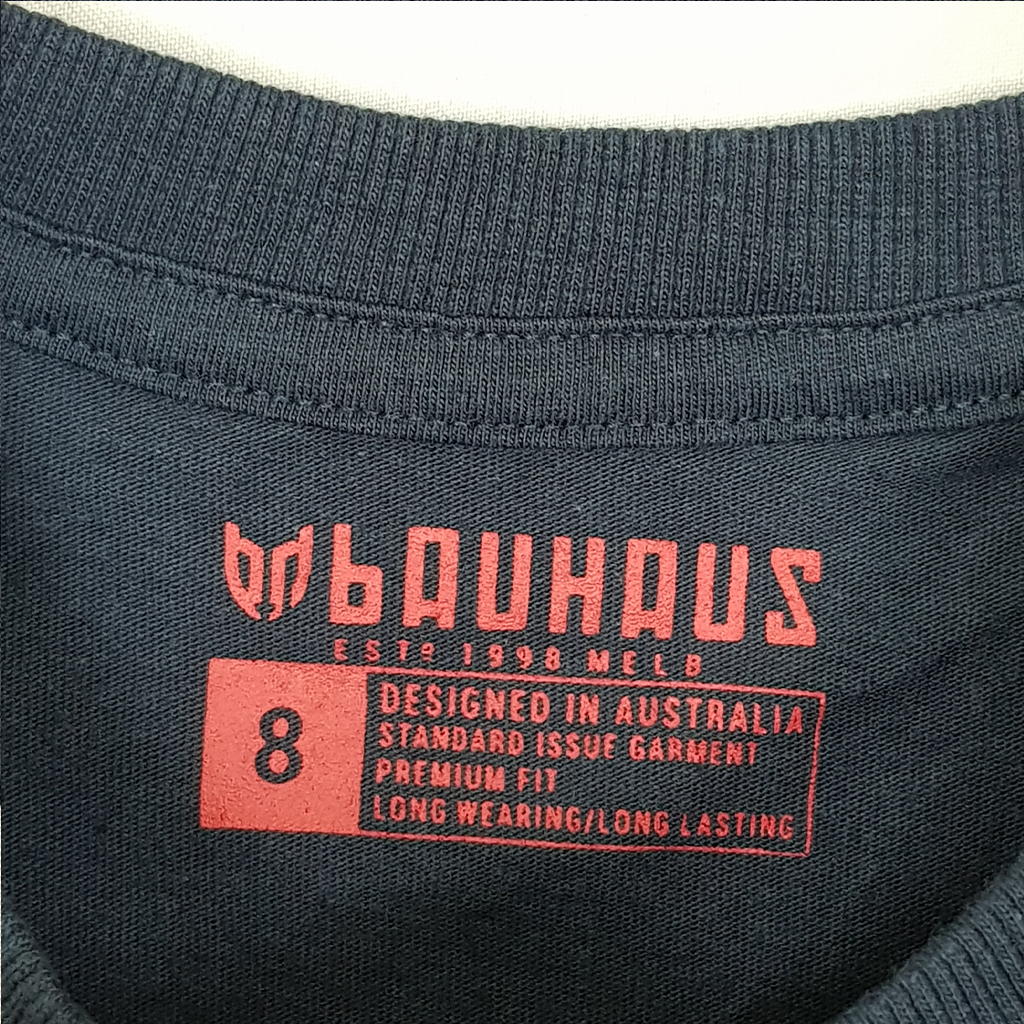 bAUHAUS
ESTD 1998 MELB
8
DESIGNED IN AUSTRALIA
STANDARD ISSUE GARMENT
PREMIUM FIT
LONG WEARING/LONG LASTING